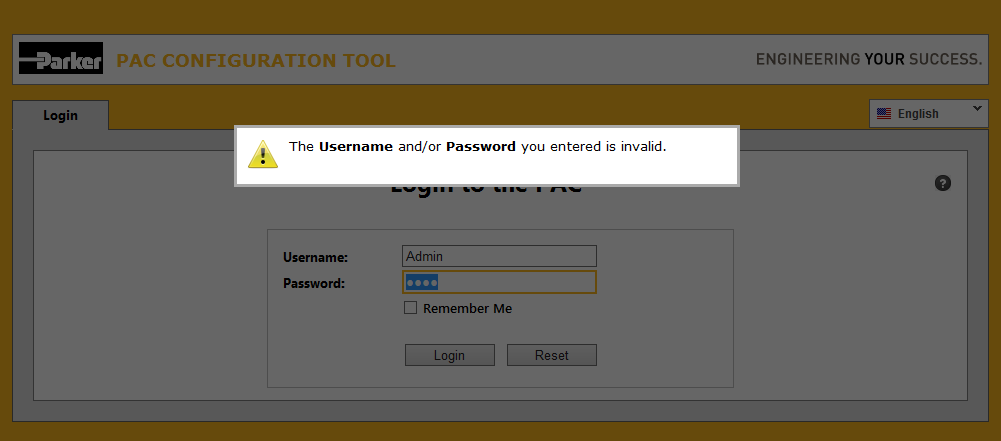 Parker
PAC CONFIGURATION TOOL
ENGINEERING YOUR SUCCESS.
Login
English
The Username and/or Password you entered is invalid.
Login to the PAC
?
Username:
Admin
Password:
Remember Me
Login
Reset